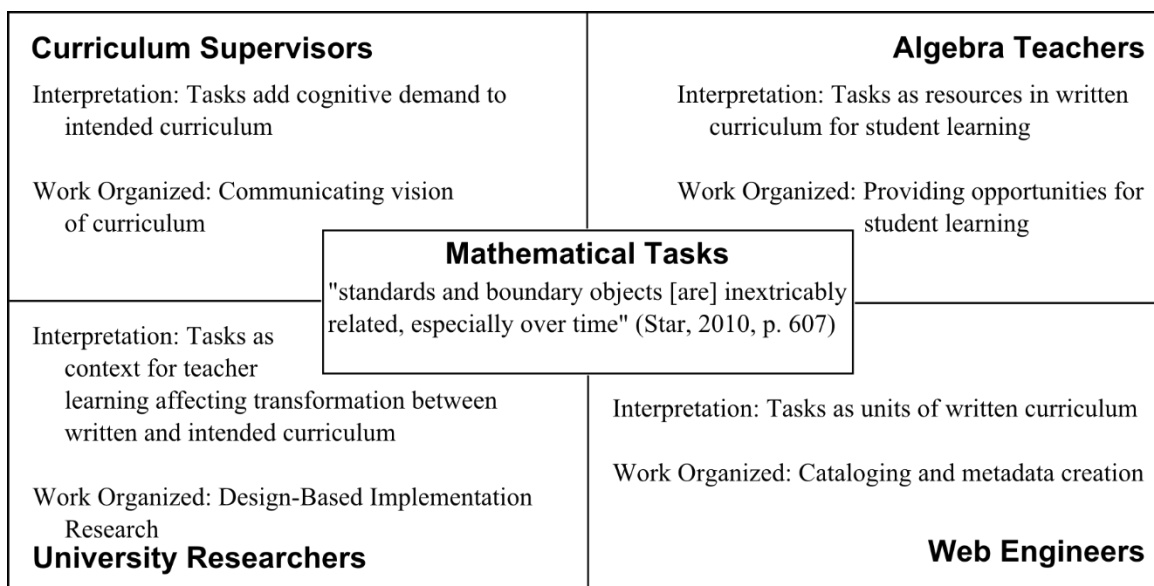 Curriculum Supervisors
Interpretation: Tasks add cognitive demand to
intended curriculum
Work Organized: Communicating vision
of curriculum
Algebra Teachers
Interpretation: Tasks as resources in written
curriculum for student learning
Work Organized: Providing opportunities for
student learning
Mathematical Tasks
"standards and boundary objects [are] inextricably
related, especially over time" (Star, 2010, p. 607)
Interpretation: Tasks as
context for teacher
learning affecting transformation between
written and intended curriculum
Work Organized: Design-Based Implementation
Research
University Researchers
Interpretation: Tasks as units of written curriculum
Work Organized: Cataloging and metadata creation
Web Engineers